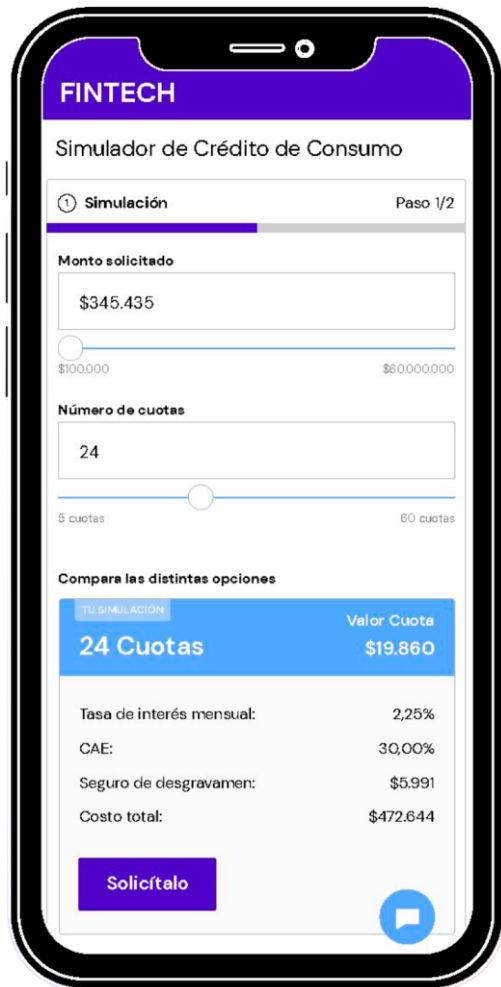 FINTECH
Simulador de Crédito de Consumo
1 Simulación Paso 1/2
Monto solicitado
$345.435
$100.000 $60.000.000
Número de cuotas
24
5 cuotas 60 cuotas
Compara las distintas opciones
TU SIMULACIÓN
Valor Cuota
24 Cuotas $19.860
Tasa de interés mensual: 2,25%
CAE: 30,00%
Seguro de desgravamen: $5.991
Costo total: $472.644
Solicítalo